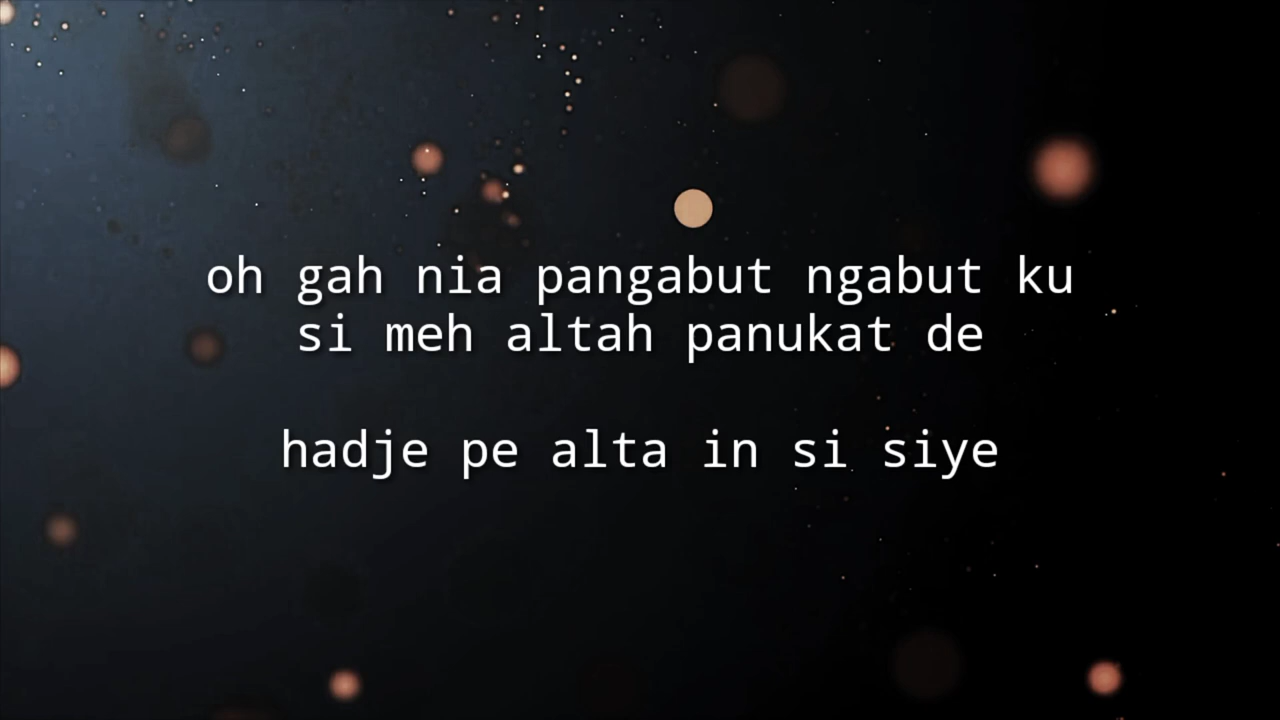 oh gah nia pangabut ngabut ku
si meh altah panukat de
hadje pe alta in si siye